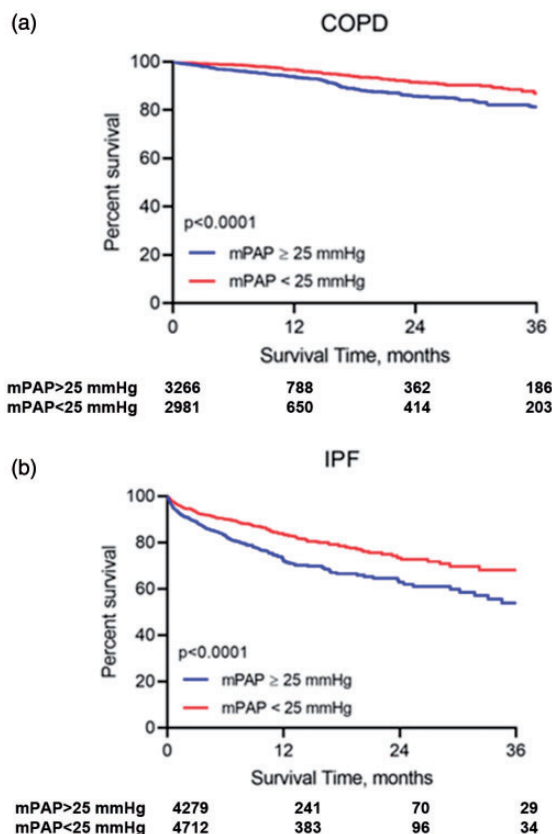 (a)
COPD
100
80
60
40
20
0
Percent survival
p<0.0001
mPAP ≥ 25 mmHg
mPAP < 25 mmHg
0 12 24 36
Survival Time, months
mPAP>25 mmHg 3266 788 362 186
mPAP<25 mmHg 2981 650 414 203
(b)
IPF
100
80
60
40
20
0
Percent survival
p<0.0001
mPAP ≥ 25 mmHg
mPAP < 25 mmHg
0 12 24 36
Survival Time, months
mPAP>25 mmHg 4279 241 70 29
mPAP<25 mmHg 4712 383 96 34